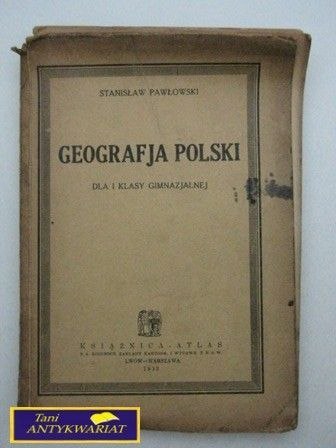 STANISŁAW PAWŁOWSKI
GEOGRAFJA POLSKI
DLA I KLASY GIMNAZJALNEJ
KSIĄŻNICA-ATLAS
LWÓW—WARSZAWA
Tani
ANTYKWARIAT